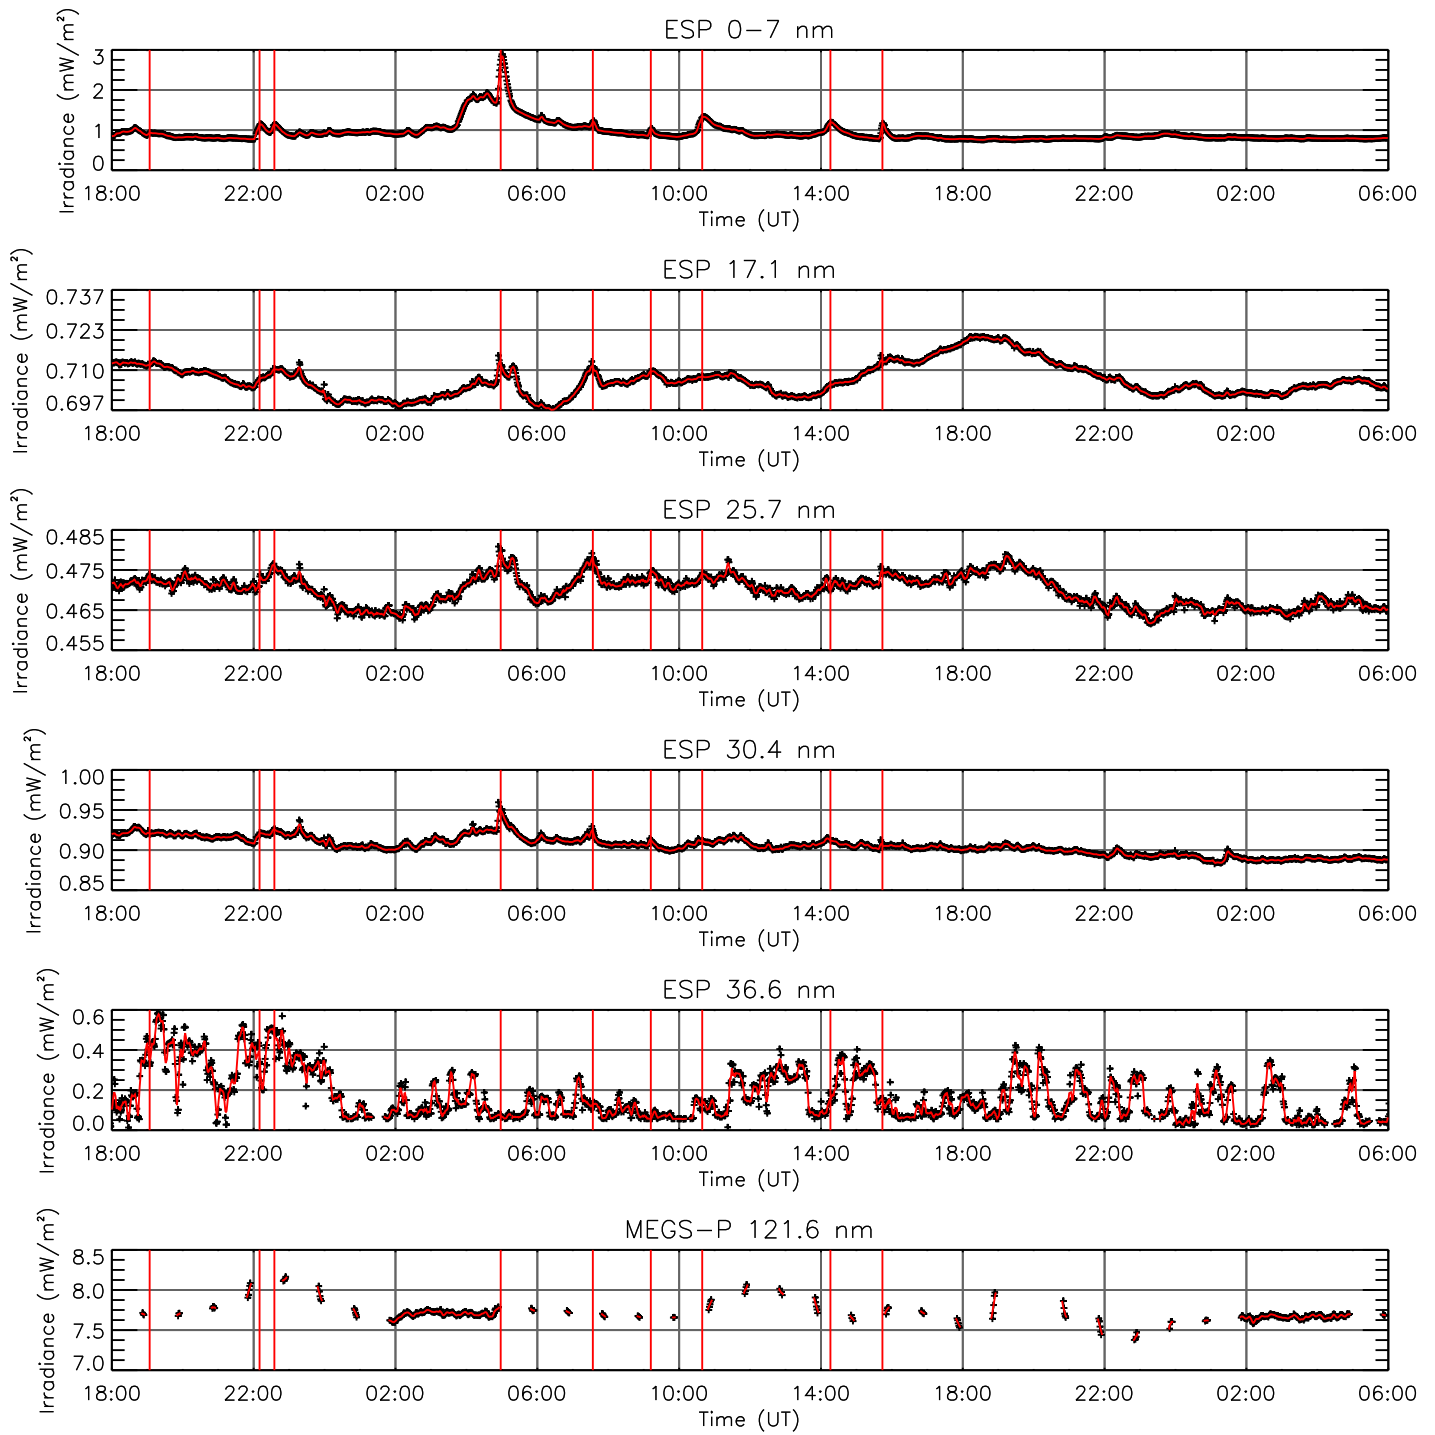 ESP 0-7 nm
Irradiance (mW/m²)
3
2
1
0
18:00 22:00 02:00 06:00 10:00 14:00 18:00 22:00 02:00 06:00
Time (UT)
ESP 17.1 nm
Irradiance (mW/m²)
0.737
0.723
0.710
0.697
18:00 22:00 02:00 06:00 10:00 14:00 18:00 22:00 02:00 06:00
Time (UT)
ESP 25.7 nm
Irradiance (mW/m²)
0.485
0.475
0.465
0.455
18:00 22:00 02:00 06:00 10:00 14:00 18:00 22:00 02:00 06:00
Time (UT)
ESP 30.4 nm
Irradiance (mW/m²)
1.00
0.95
0.90
0.85
18:00 22:00 02:00 06:00 10:00 14:00 18:00 22:00 02:00 06:00
Time (UT)
ESP 36.6 nm
Irradiance (mW/m²)
0.6
0.4
0.2
0.0
18:00 22:00 02:00 06:00 10:00 14:00 18:00 22:00 02:00 06:00
Time (UT)
MEGS-P 121.6 nm
Irradiance (mW/m²)
8.5
8.0
7.5
7.0
18:00 22:00 02:00 06:00 10:00 14:00 18:00 22:00 02:00 06:00
Time (UT)